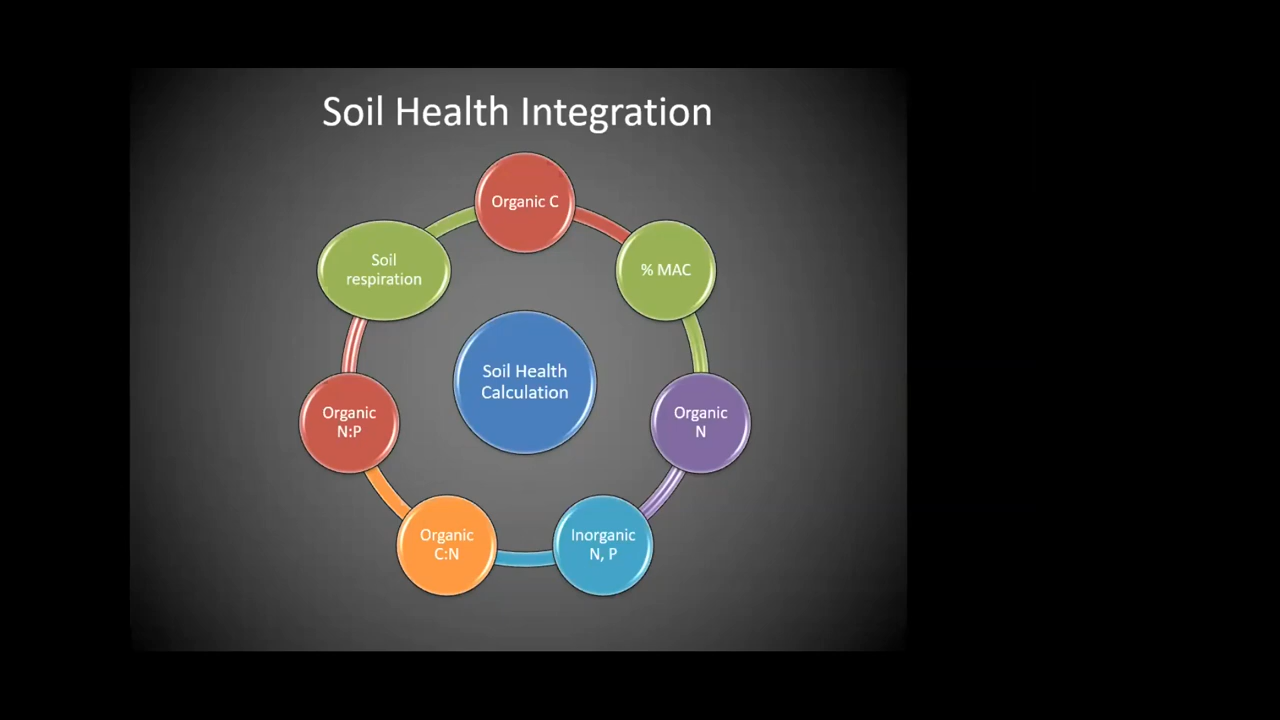 Soil Health Integration
Organic C
% MAC
Organic
N
Inorganic
N, P
Organic
C:N
Organic
N:P
Soil
respiration
Soil Health
Calculation